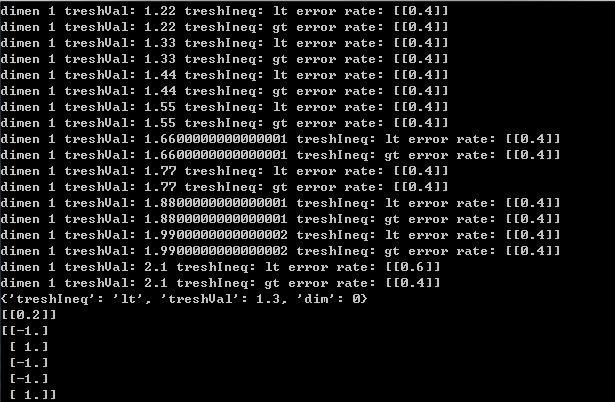 dimen 1 treshVal: 1.22 treshIneq: lt error rate: [[0.4]]
dimen 1 treshVal: 1.22 treshIneq: gt error rate: [[0.4]]
dimen 1 treshVal: 1.33 treshIneq: lt error rate: [[0.4]]
dimen 1 treshVal: 1.33 treshIneq: gt error rate: [[0.4]]
dimen 1 treshVal: 1.44 treshIneq: lt error rate: [[0.4]]
dimen 1 treshVal: 1.44 treshIneq: gt error rate: [[0.4]]
dimen 1 treshVal: 1.55 treshIneq: lt error rate: [[0.4]]
dimen 1 treshVal: 1.55 treshIneq: gt error rate: [[0.4]]
dimen 1 treshVal: 1.6600000000000001 treshIneq: lt error rate: [[0.4]]
dimen 1 treshVal: 1.6600000000000001 treshIneq: gt error rate: [[0.4]]
dimen 1 treshVal: 1.77 treshIneq: lt error rate: [[0.4]]
dimen 1 treshVal: 1.77 treshIneq: gt error rate: [[0.4]]
dimen 1 treshVal: 1.8800000000000001 treshIneq: lt error rate: [[0.4]]
dimen 1 treshVal: 1.8800000000000001 treshIneq: gt error rate: [[0.4]]
dimen 1 treshVal: 1.9900000000000002 treshIneq: lt error rate: [[0.4]]
dimen 1 treshVal: 1.9900000000000002 treshIneq: gt error rate: [[0.4]]
dimen 1 treshVal: 2.1 treshIneq: lt error rate: [[0.6]]
dimen 1 treshVal: 2.1 treshIneq: gt error rate: [[0.4]]
{'treshIneq': 'lt', 'treshVal': 1.3, 'dim': 0}
[[0.2]]
[[-1.]
 [ 1.]
 [-1.]
 [-1.]
 [ 1.]]